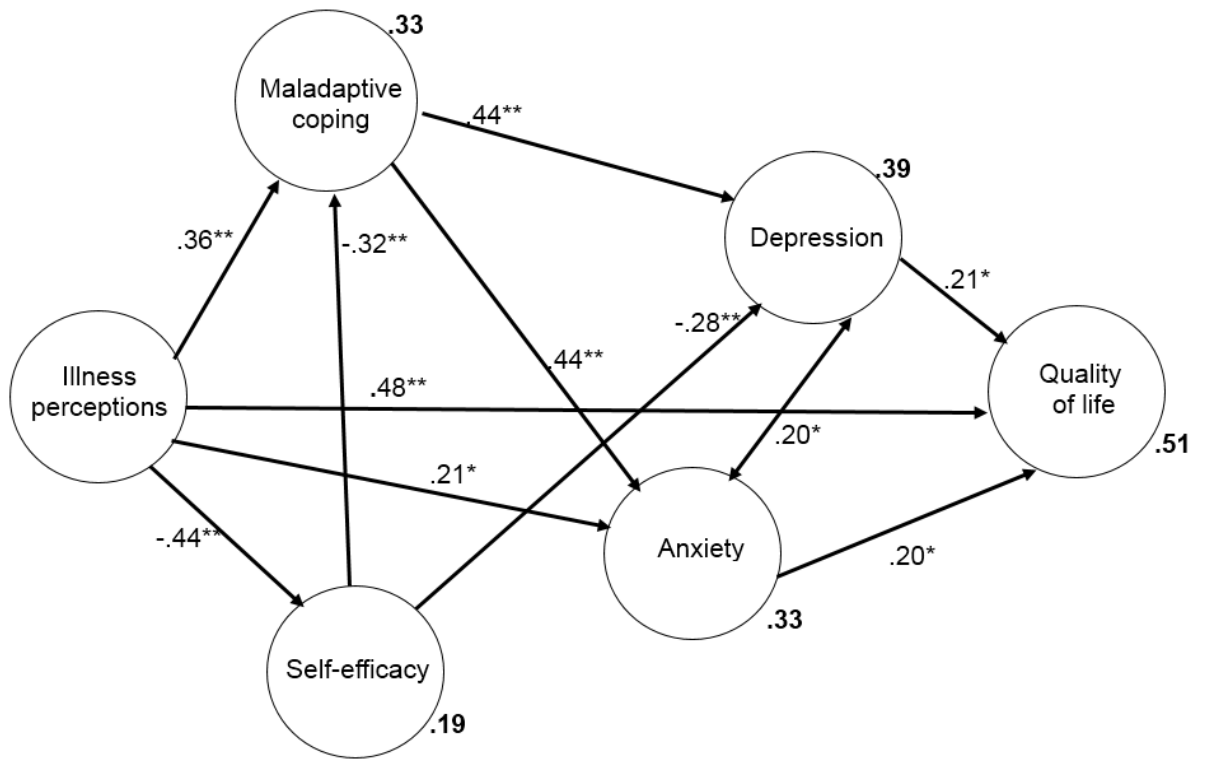 .33
Maladaptive
coping
.44**
.39
Depression
.36**
-.32**
.21*
-.28**
Illness
perceptions
.44**
.48**
Quality
of life
.20*
.51
.21*
-.44**
Anxiety
.20*
.33
Self-efficacy
.19